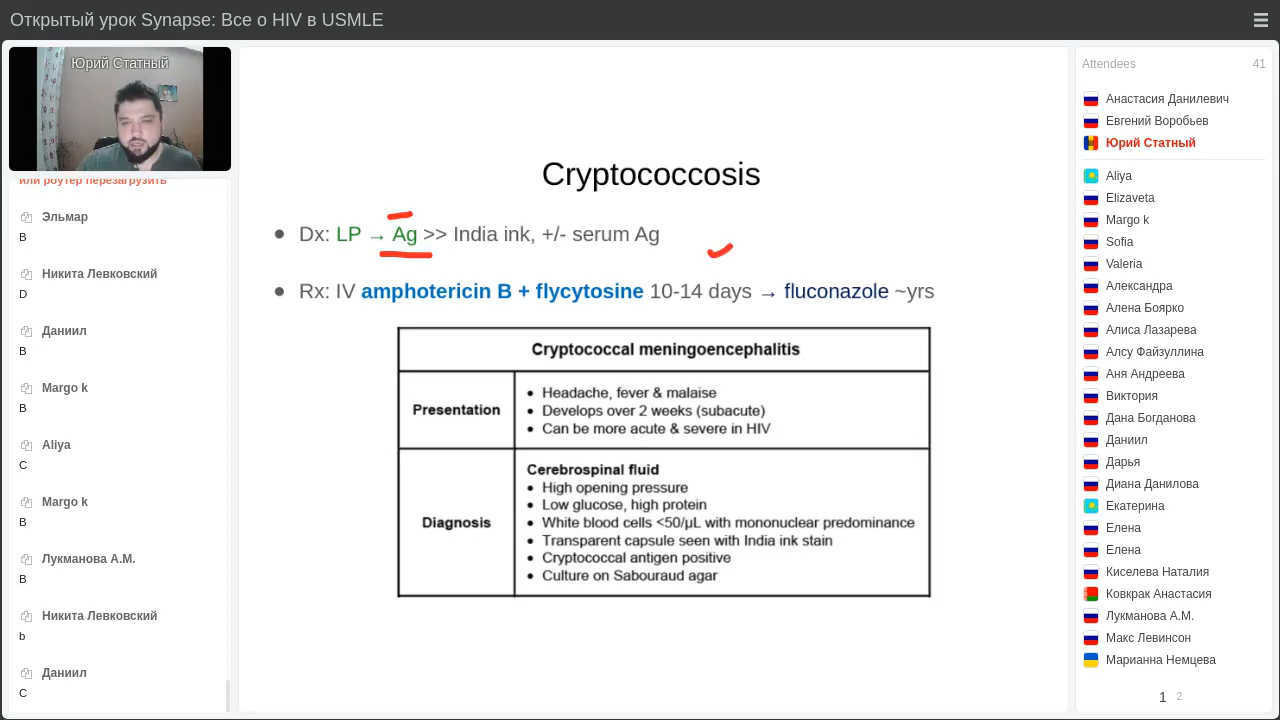 Открытый урок Synapse: Все о HIV в USMLE
Юрий Статный
или роутер перезагрузить
Эльмар
B
Никита Левковский
D
Даниил
B
Margo k
B
Aliya
C
Margo k
B
Лукманова А.М.
B
Никита Левковский
b
Даниил
C
Cryptococcosis
• Dx: LP → Ag >> India ink, +/- serum Ag
• Rx: IV amphotericin B + flycytosine 10-14 days → fluconazole ~yrs
Cryptococcal meningoencephalitis
Presentation
• Headache, fever & malaise
• Develops over 2 weeks (subacute)
• Can be more acute & severe in HIV
Diagnosis
Cerebrospinal fluid
• High opening pressure
• Low glucose, high protein
• White blood cells <50/µL with mononuclear predominance
• Transparent capsule seen with India ink stain
• Cryptococcal antigen positive
• Culture on Sabouraud agar
Attendees 41
Анастасия Данилевич
Евгений Воробьев
Юрий Статный
Aliya
Elizaveta
Margo k
Sofia
Valeria
Александра
Алена Боярко
Алиса Лазарева
Алсу Файзуллина
Аня Андреева
Виктория
Дана Богданова
Даниил
Дарья
Диана Данилова
Екатерина
Елена
Елена
Киселева Наталия
Ковкрак Анастасия
Лукманова А.М.
Макс Левинсон
Марианна Немцева
1 2